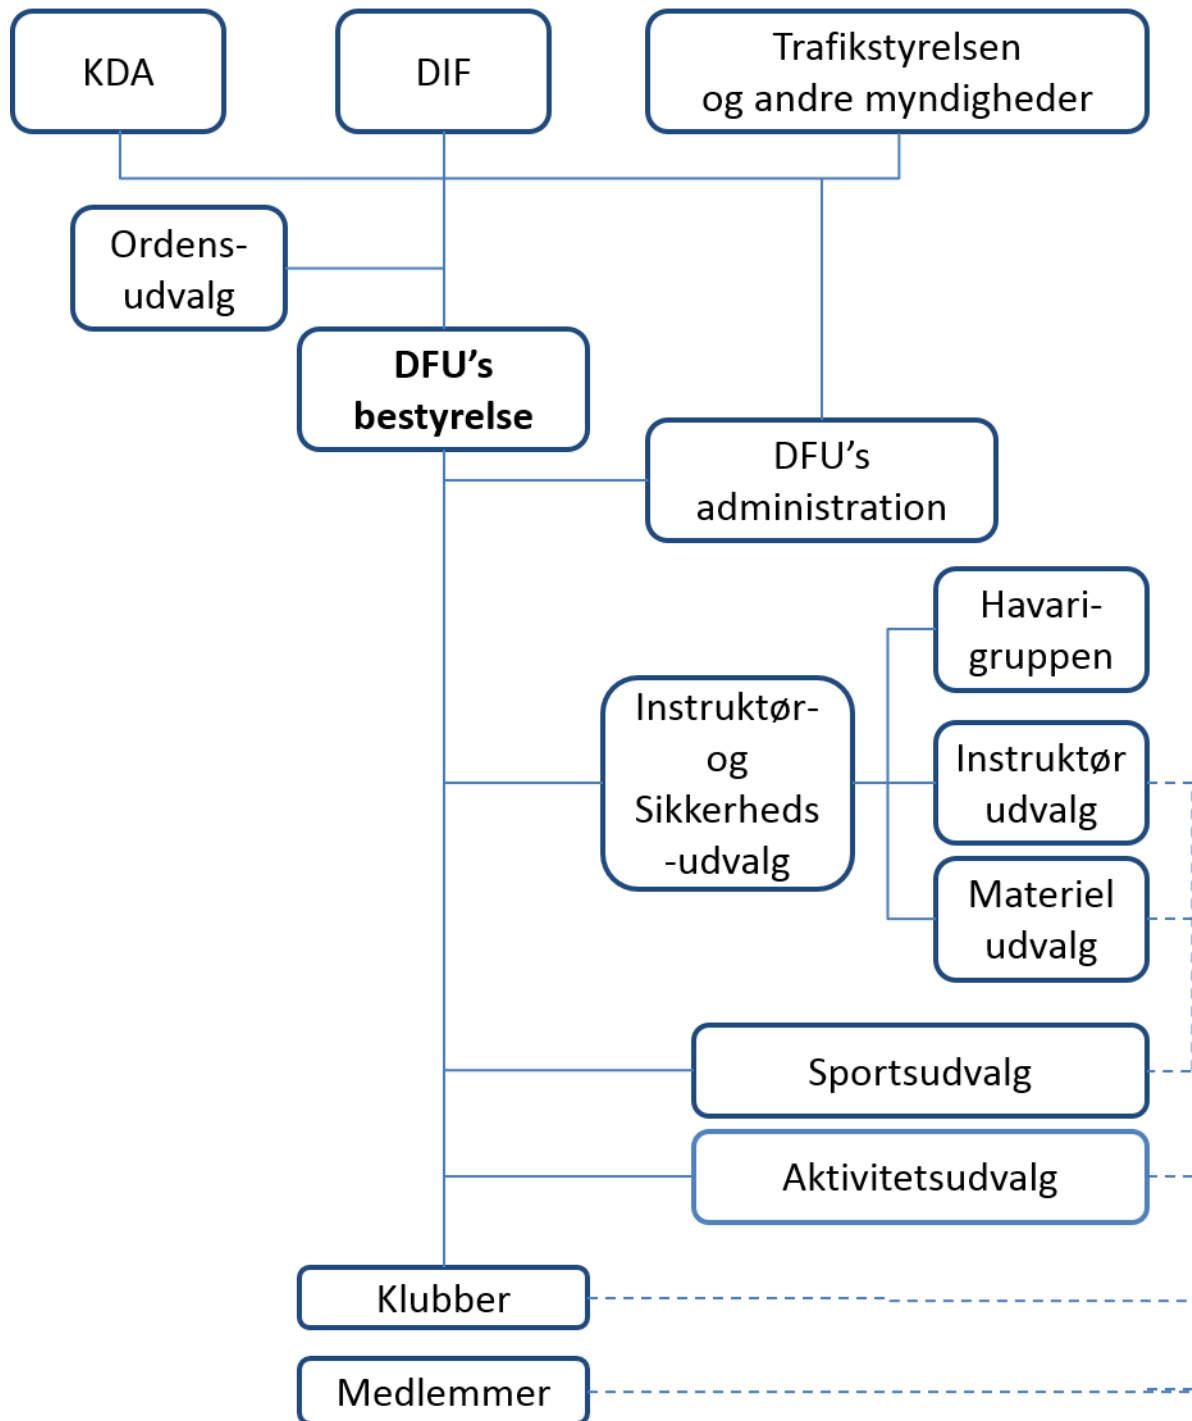 KDA
DIF
Trafikstyrelsen
og andre myndigheder
Ordens-
udvalg
DFU’s
bestyrelse
DFU’s
administration
Havari-
gruppen
Instruktør-
og
Sikkerheds
-udvalg
Instruktør
udvalg
Materiel
udvalg
Sportsudvalg
Aktivitetsudvalg
Klubber
Medlemmer